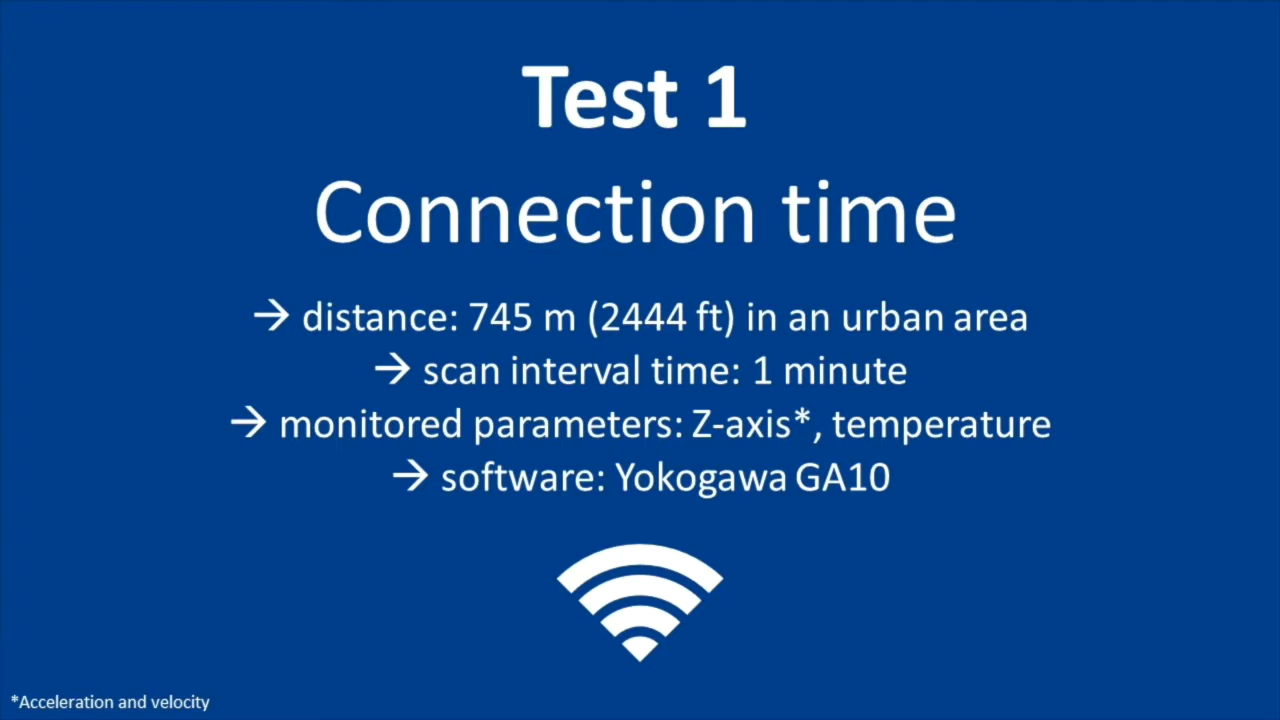 Test 1
Connection time
→ distance: 745 m (2444 ft) in an urban area
→ scan interval time: 1 minute
→ monitored parameters: Z-axis*, temperature
→ software: Yokogawa GA10
*Acceleration and velocity